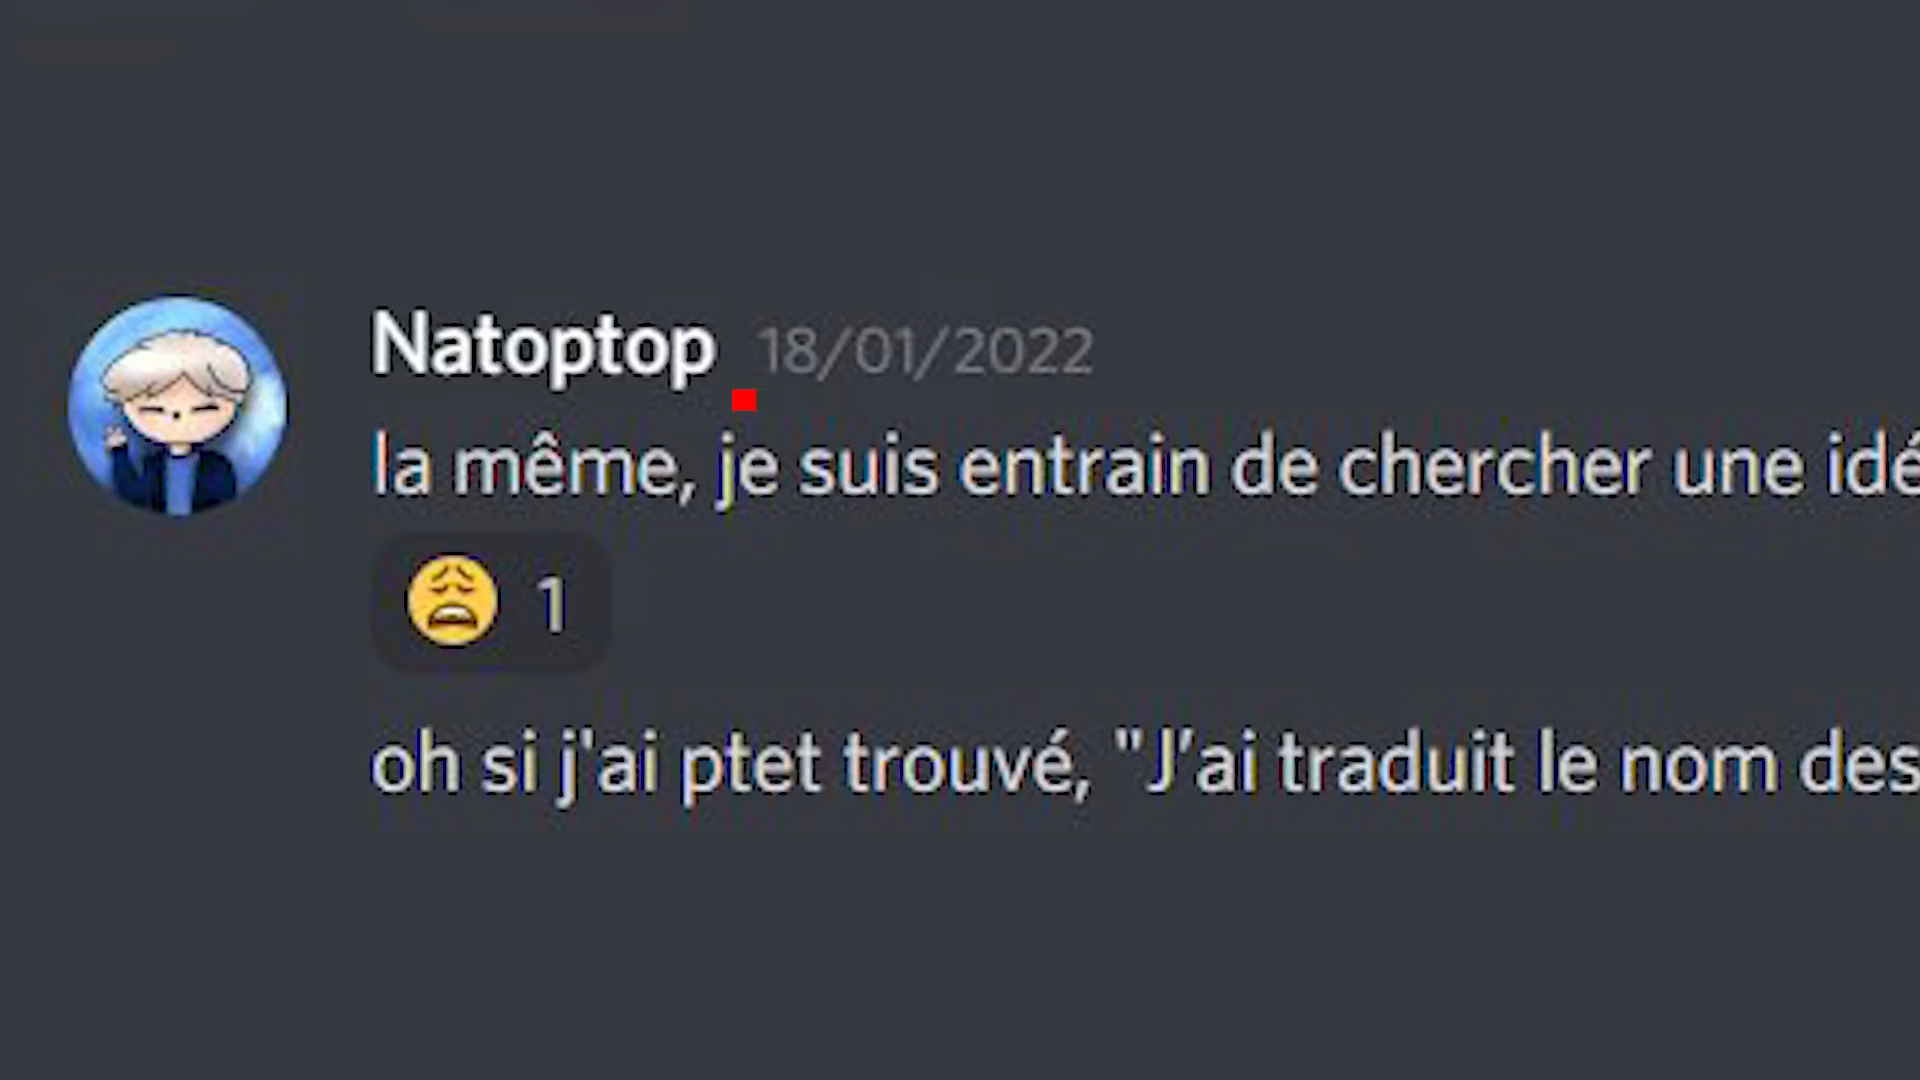 Natoptop 18/01/2022
la même, je suis entrain de chercher une idé
1
oh si j'ai ptet trouvé, "J'ai traduit le nom des